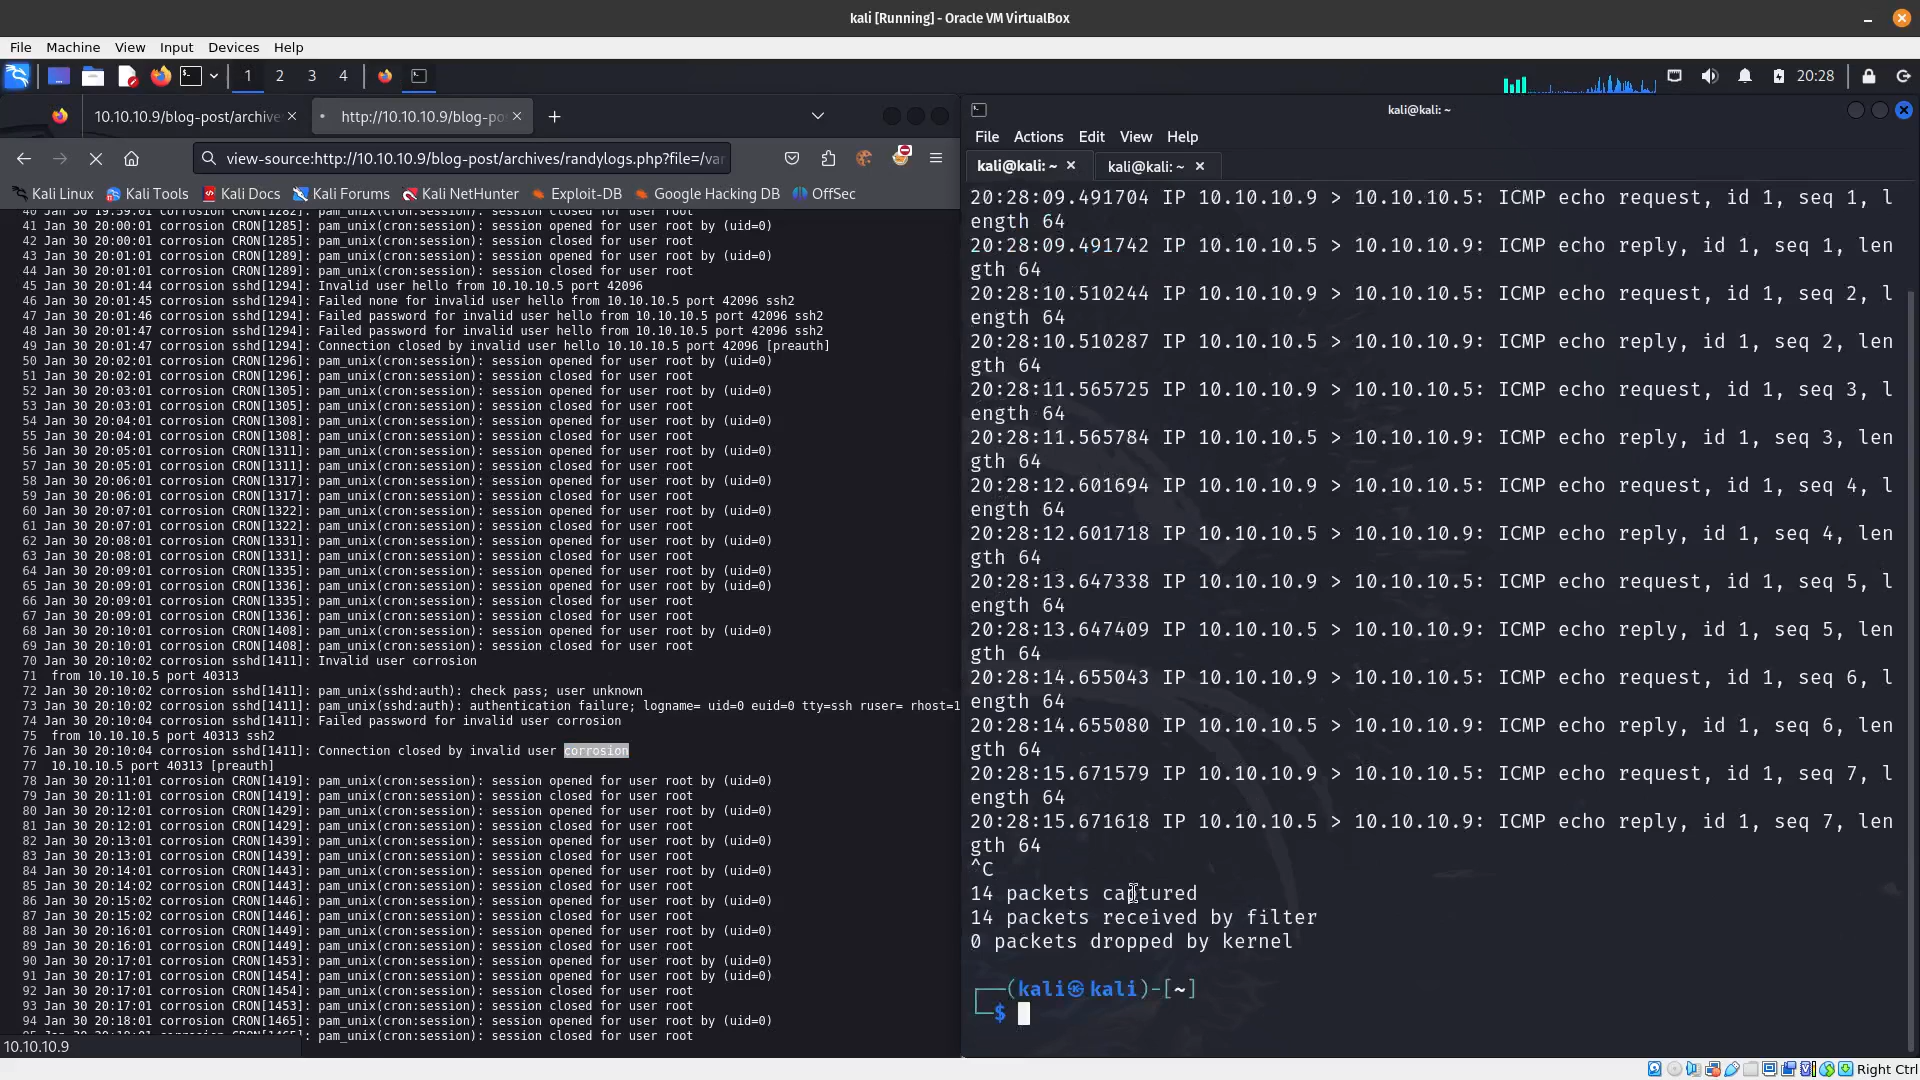 kali [Running] - Oracle VM VirtualBox
File Machine View Input Devices Help
1 2 3 4 20:28
10.10.10.9/blog-post/archive
http://10.10.10.9/blog-po
view-source:http://10.10.10.9/blog-post/archives/randylogs.php?file=/var
Kali Linux Kali Tools Kali Docs Kali Forums Kali NetHunter Exploit-DB Google Hacking DB OffSec
40 Jan 30 19:59:01 corrosion CRON[1282]: pam_unix(cron:session): session closed for user root
41 Jan 30 20:00:01 corrosion CRON[1285]: pam_unix(cron:session): session opened for user root by (uid=0)
42 Jan 30 20:00:01 corrosion CRON[1285]: pam_unix(cron:session): session closed for user root
43 Jan 30 20:01:01 corrosion CRON[1289]: pam_unix(cron:session): session opened for user root by (uid=0)
44 Jan 30 20:01:01 corrosion CRON[1289]: pam_unix(cron:session): session closed for user root
45 Jan 30 20:01:44 corrosion sshd[1294]: Invalid user hello from 10.10.10.5 port 42096
46 Jan 30 20:01:45 corrosion sshd[1294]: Failed none for invalid user hello from 10.10.10.5 port 42096 ssh2
47 Jan 30 20:01:46 corrosion sshd[1294]: Failed password for invalid user hello from 10.10.10.5 port 42096 ssh2
48 Jan 30 20:01:47 corrosion sshd[1294]: Failed password for invalid user hello from 10.10.10.5 port 42096 ssh2
49 Jan 30 20:01:47 corrosion sshd[1294]: Connection closed by invalid user hello 10.10.10.5 port 42096 [preauth]
50 Jan 30 20:02:01 corrosion CRON[1296]: pam_unix(cron:session): session opened for user root by (uid=0)
51 Jan 30 20:02:01 corrosion CRON[1296]: pam_unix(cron:session): session closed for user root
52 Jan 30 20:03:01 corrosion CRON[1305]: pam_unix(cron:session): session opened for user root by (uid=0)
53 Jan 30 20:03:01 corrosion CRON[1305]: pam_unix(cron:session): session closed for user root
54 Jan 30 20:04:01 corrosion CRON[1308]: pam_unix(cron:session): session opened for user root by (uid=0)
55 Jan 30 20:04:01 corrosion CRON[1308]: pam_unix(cron:session): session closed for user root
56 Jan 30 20:05:01 corrosion CRON[1311]: pam_unix(cron:session): session opened for user root by (uid=0)
57 Jan 30 20:05:01 corrosion CRON[1311]: pam_unix(cron:session): session closed for user root
58 Jan 30 20:06:01 corrosion CRON[1317]: pam_unix(cron:session): session opened for user root by (uid=0)
59 Jan 30 20:06:01 corrosion CRON[1317]: pam_unix(cron:session): session closed for user root
60 Jan 30 20:07:01 corrosion CRON[1322]: pam_unix(cron:session): session opened for user root by (uid=0)
61 Jan 30 20:07:01 corrosion CRON[1322]: pam_unix(cron:session): session closed for user root
62 Jan 30 20:08:01 corrosion CRON[1331]: pam_unix(cron:session): session opened for user root by (uid=0)
63 Jan 30 20:08:01 corrosion CRON[1331]: pam_unix(cron:session): session closed for user root
64 Jan 30 20:09:01 corrosion CRON[1335]: pam_unix(cron:session): session opened for user root by (uid=0)
65 Jan 30 20:09:01 corrosion CRON[1336]: pam_unix(cron:session): session opened for user root by (uid=0)
66 Jan 30 20:09:01 corrosion CRON[1335]: pam_unix(cron:session): session closed for user root
67 Jan 30 20:09:01 corrosion CRON[1336]: pam_unix(cron:session): session closed for user root
68 Jan 30 20:10:01 corrosion CRON[1408]: pam_unix(cron:session): session opened for user root by (uid=0)
69 Jan 30 20:10:01 corrosion CRON[1408]: pam_unix(cron:session): session closed for user root
70 Jan 30 20:10:02 corrosion sshd[1411]: Invalid user corrosion
71 from 10.10.10.5 port 40313
72 Jan 30 20:10:02 corrosion sshd[1411]: pam_unix(sshd:auth): check pass; user unknown
73 Jan 30 20:10:02 corrosion sshd[1411]: pam_unix(sshd:auth): authentication failure; logname= uid=0 euid=0 tty=ssh ruser= rhost=1
74 Jan 30 20:10:04 corrosion sshd[1411]: Failed password for invalid user corrosion
75 from 10.10.10.5 port 40313 ssh2
76 Jan 30 20:10:04 corrosion sshd[1411]: Connection closed by invalid user corrosion
77 10.10.10.5 port 40313 [preauth]
78 Jan 30 20:11:01 corrosion CRON[1419]: pam_unix(cron:session): session opened for user root by (uid=0)
79 Jan 30 20:11:01 corrosion CRON[1419]: pam_unix(cron:session): session closed for user root
80 Jan 30 20:12:01 corrosion CRON[1429]: pam_unix(cron:session): session opened for user root by (uid=0)
81 Jan 30 20:12:01 corrosion CRON[1429]: pam_unix(cron:session): session closed for user root
82 Jan 30 20:13:01 corrosion CRON[1439]: pam_unix(cron:session): session opened for user root by (uid=0)
83 Jan 30 20:13:01 corrosion CRON[1439]: pam_unix(cron:session): session closed for user root
84 Jan 30 20:14:01 corrosion CRON[1443]: pam_unix(cron:session): session opened for user root by (uid=0)
85 Jan 30 20:14:02 corrosion CRON[1443]: pam_unix(cron:session): session closed for user root
86 Jan 30 20:15:02 corrosion CRON[1446]: pam_unix(cron:session): session opened for user root by (uid=0)
87 Jan 30 20:15:02 corrosion CRON[1446]: pam_unix(cron:session): session closed for user root
88 Jan 30 20:16:01 corrosion CRON[1449]: pam_unix(cron:session): session opened for user root by (uid=0)
89 Jan 30 20:16:01 corrosion CRON[1449]: pam_unix(cron:session): session closed for user root
90 Jan 30 20:17:01 corrosion CRON[1453]: pam_unix(cron:session): session opened for user root by (uid=0)
91 Jan 30 20:17:01 corrosion CRON[1454]: pam_unix(cron:session): session opened for user root by (uid=0)
92 Jan 30 20:17:01 corrosion CRON[1454]: pam_unix(cron:session): session closed for user root
93 Jan 30 20:17:01 corrosion CRON[1453]: pam_unix(cron:session): session closed for user root
94 Jan 30 20:18:01 corrosion CRON[1465]: pam_unix(cron:session): session opened for user root by (uid=0)
95 Jan 30 20:18:01 corrosion CRON[1465]: pam_unix(cron:session): session closed for user root
10.10.10.9
kali@kali: ~
File Actions Edit View Help
kali@kali: ~ kali@kali: ~
20:28:09.491704 IP 10.10.10.9 > 10.10.10.5: ICMP echo request, id 1, seq 1, l
ength 64
20:28:09.491742 IP 10.10.10.5 > 10.10.10.9: ICMP echo reply, id 1, seq 1, len
gth 64
20:28:10.510244 IP 10.10.10.9 > 10.10.10.5: ICMP echo request, id 1, seq 2, l
ength 64
20:28:10.510287 IP 10.10.10.5 > 10.10.10.9: ICMP echo reply, id 1, seq 2, len
gth 64
20:28:11.565725 IP 10.10.10.9 > 10.10.10.5: ICMP echo request, id 1, seq 3, l
ength 64
20:28:11.565784 IP 10.10.10.5 > 10.10.10.9: ICMP echo reply, id 1, seq 3, len
gth 64
20:28:12.601694 IP 10.10.10.9 > 10.10.10.5: ICMP echo request, id 1, seq 4, l
ength 64
20:28:12.601718 IP 10.10.10.5 > 10.10.10.9: ICMP echo reply, id 1, seq 4, len
gth 64
20:28:13.647338 IP 10.10.10.9 > 10.10.10.5: ICMP echo request, id 1, seq 5, l
ength 64
20:28:13.647409 IP 10.10.10.5 > 10.10.10.9: ICMP echo reply, id 1, seq 5, len
gth 64
20:28:14.655043 IP 10.10.10.9 > 10.10.10.5: ICMP echo request, id 1, seq 6, l
ength 64
20:28:14.655080 IP 10.10.10.5 > 10.10.10.9: ICMP echo reply, id 1, seq 6, len
gth 64
20:28:15.671579 IP 10.10.10.9 > 10.10.10.5: ICMP echo request, id 1, seq 7, l
ength 64
20:28:15.671618 IP 10.10.10.5 > 10.10.10.9: ICMP echo reply, id 1, seq 7, len
gth 64
^C
14 packets captured
14 packets received by filter
0 packets dropped by kernel
┌──(kali㉿kali)-[~]
└─$
Right Ctrl